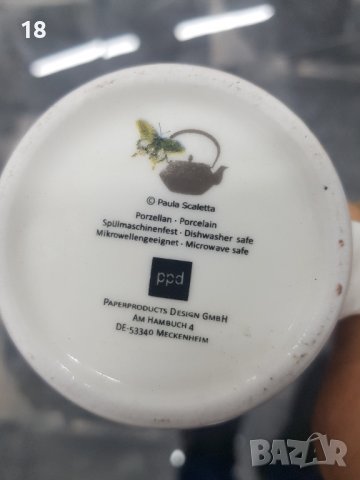 18
© Paula Scaletta
Porzellan · Porcelain
Spülmaschinenfest · Dishwasher safe
Mikrowellengeeignet · Microwave safe
ppd
PAPERPRODUCTS DESIGN GMBH
AM HAMBUCH 4
DE-53340 MECKENHEIM
BAZAR
bg